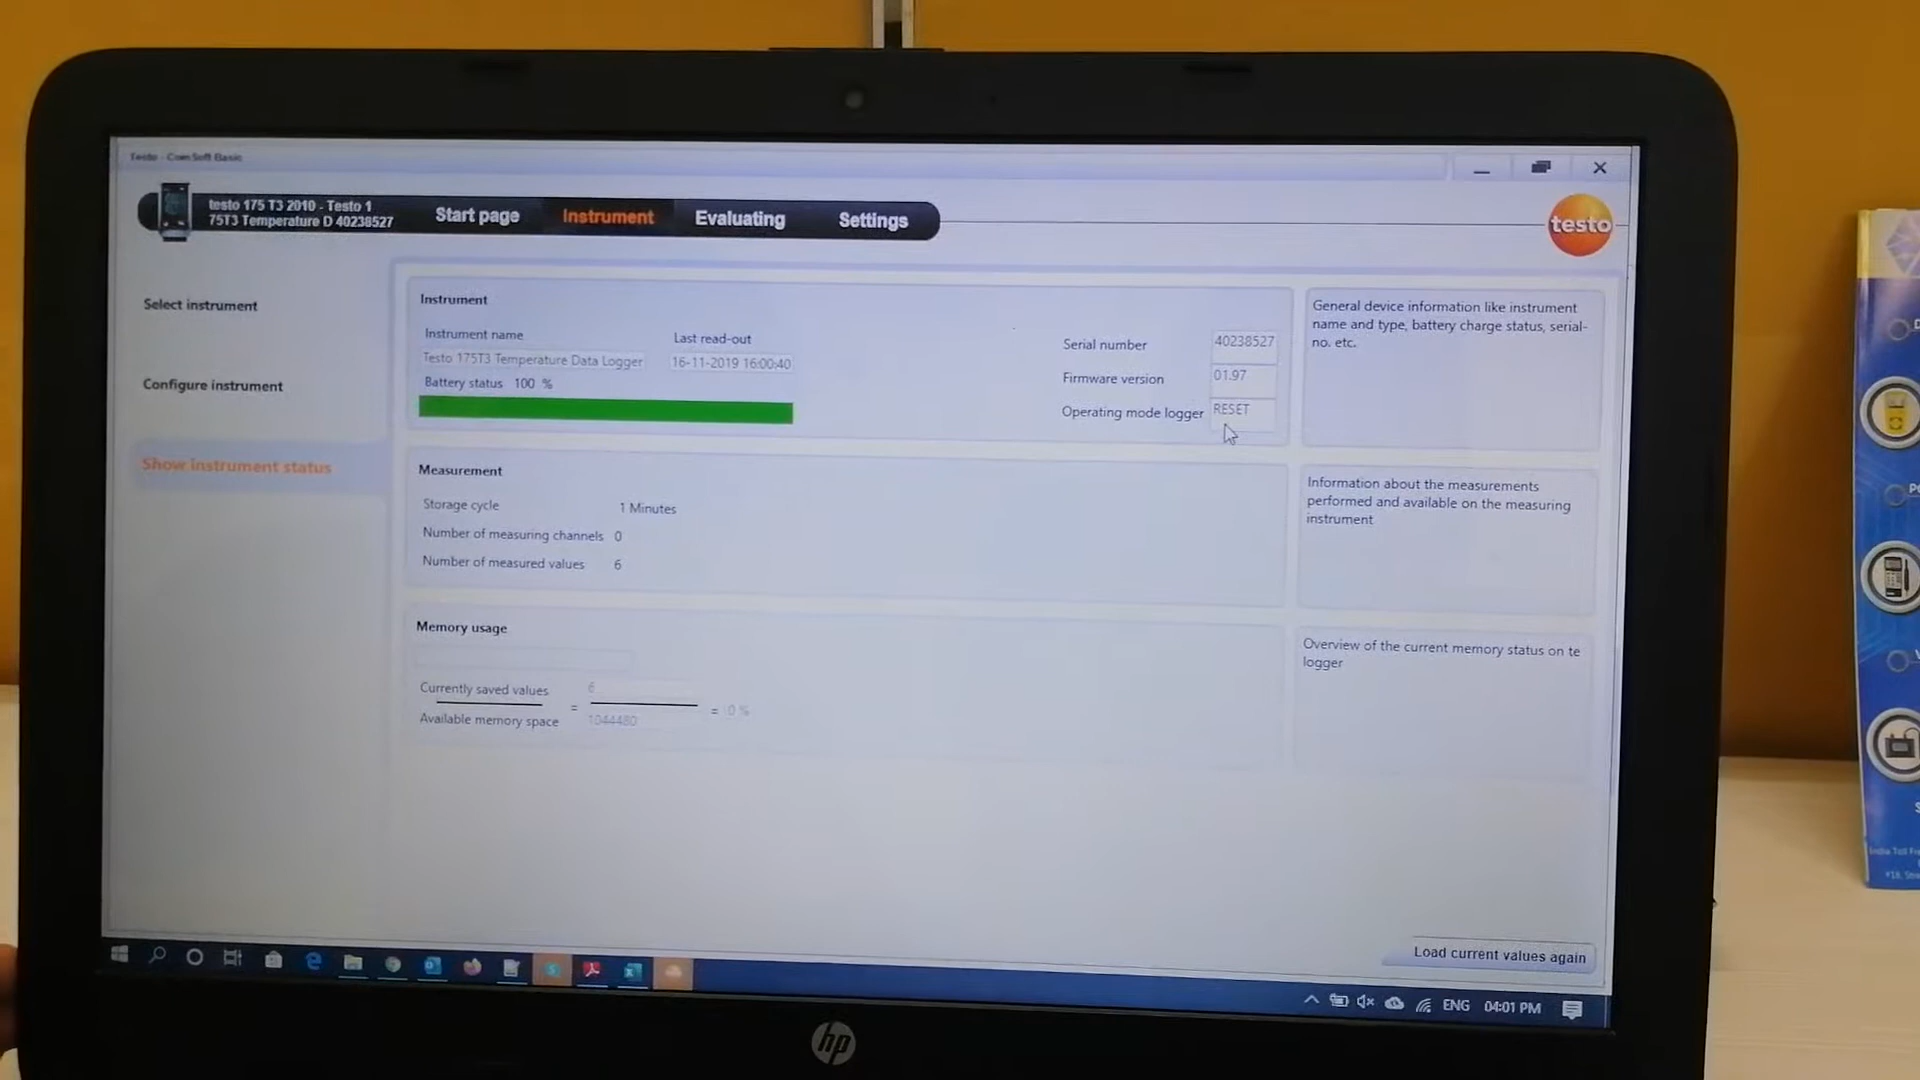 Testo - ComSoft Basic
testo 175 T3 2010 - Testo 1
75T3 Temperature D 40238527
Start page
Instrument
Evaluating
Settings
testo
Select instrument
Configure instrument
Show instrument status
Instrument
Instrument name
Last read-out
Testo 175T3 Temperature Data Logger
16-11-2019 16:00:40
Battery status 100 %
Serial number 40238527
Firmware version 01.97
Operating mode logger RESET
General device information like instrument
name and type, battery charge status, serial-
no. etc.
Measurement
Storage cycle 1 Minutes
Number of measuring channels 0
Number of measured values 6
Information about the measurements
performed and available on the measuring
instrument
Memory usage
Currently saved values
Available memory space
=
6
1044480
= 0 %
Overview of the current memory status on te
logger
Load current values again
ENG 04:01 PM
hp